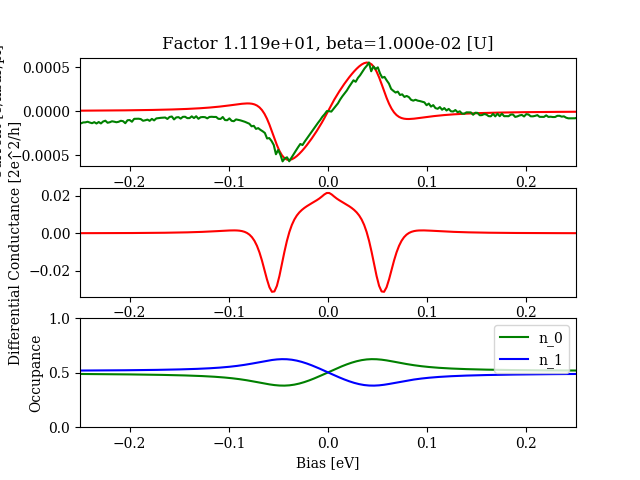 Factor 1.119e+01, beta=1.000e-02 [U]
0.0005
0.0000
0.0005
−0.2 −0.1 0.0 0.1 0.2
Differential Conductance [2e^2/h]
0.02
0.00
−0.02
−0.2 −0.1 0.0 0.1 0.2
Occupance
1.0
0.5
0.0
n_0
n_1
−0.2 −0.1 0.0 0.1 0.2
Bias [eV]